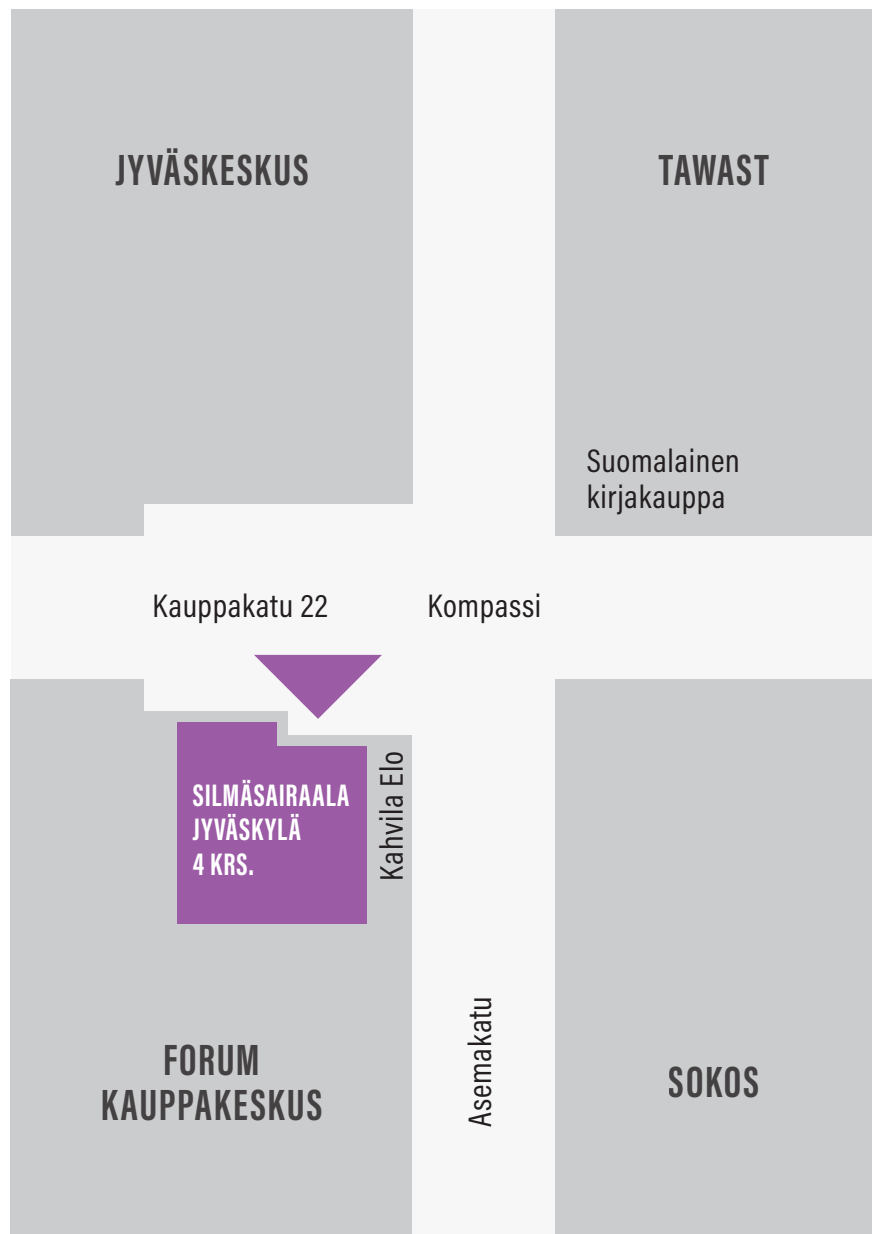 JYVÄSKESKUS
TAWAST
Suomalainen
kirjakauppa
Kauppakatu 22
Kompassi
SILMÄSAIRAALA
JYVÄSKYLÄ
4 KRS.
Kahvila Elo
Asemakatu
FORUM
KAUPPAKESKUS
SOKOS